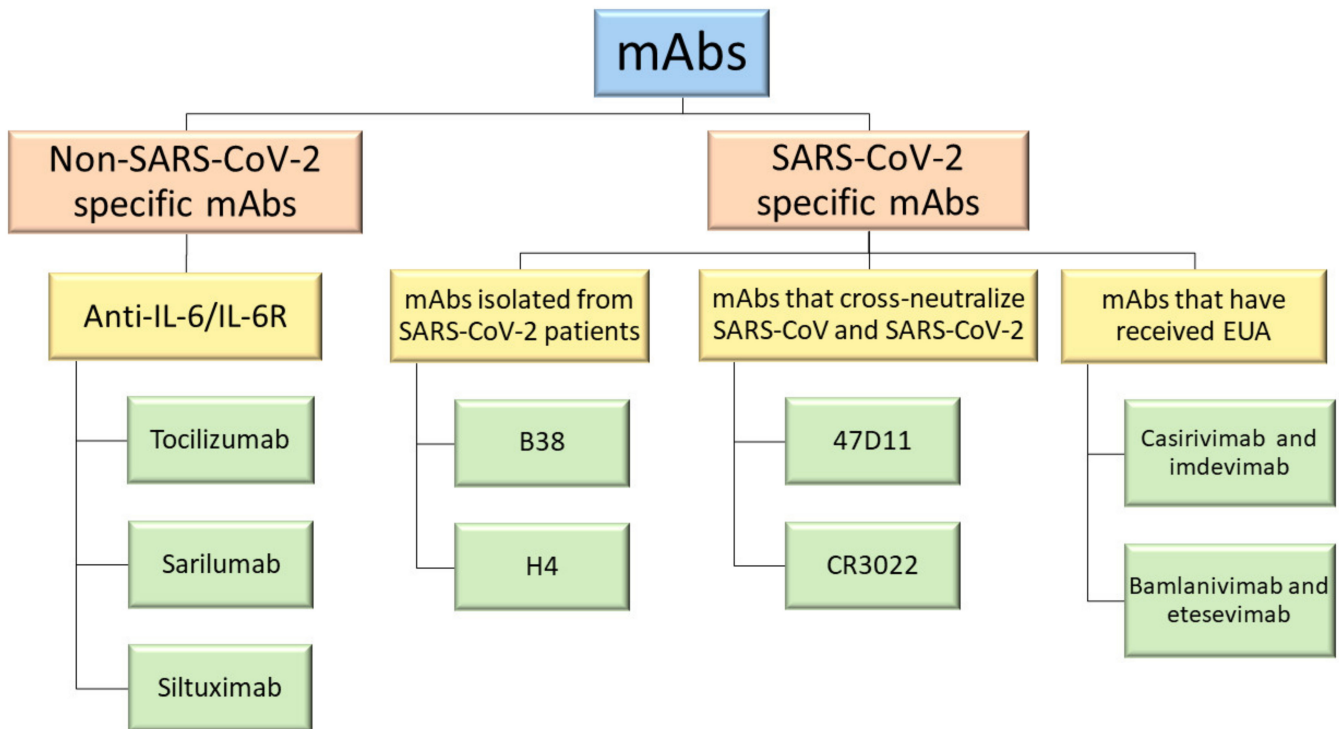 mAbs
Non-SARS-CoV-2
specific mAbs
SARS-CoV-2
specific mAbs
Anti-IL-6/IL-6R
mAbs isolated from
SARS-CoV-2 patients
mAbs that cross-neutralize
SARS-CoV and SARS-CoV-2
mAbs that have
received EUA
Tocilizumab
Sarilumab
Siltuximab
B38
H4
47D11
CR3022
Casirivimab and
imdevimab
Bamlanivimab and
etesevimab